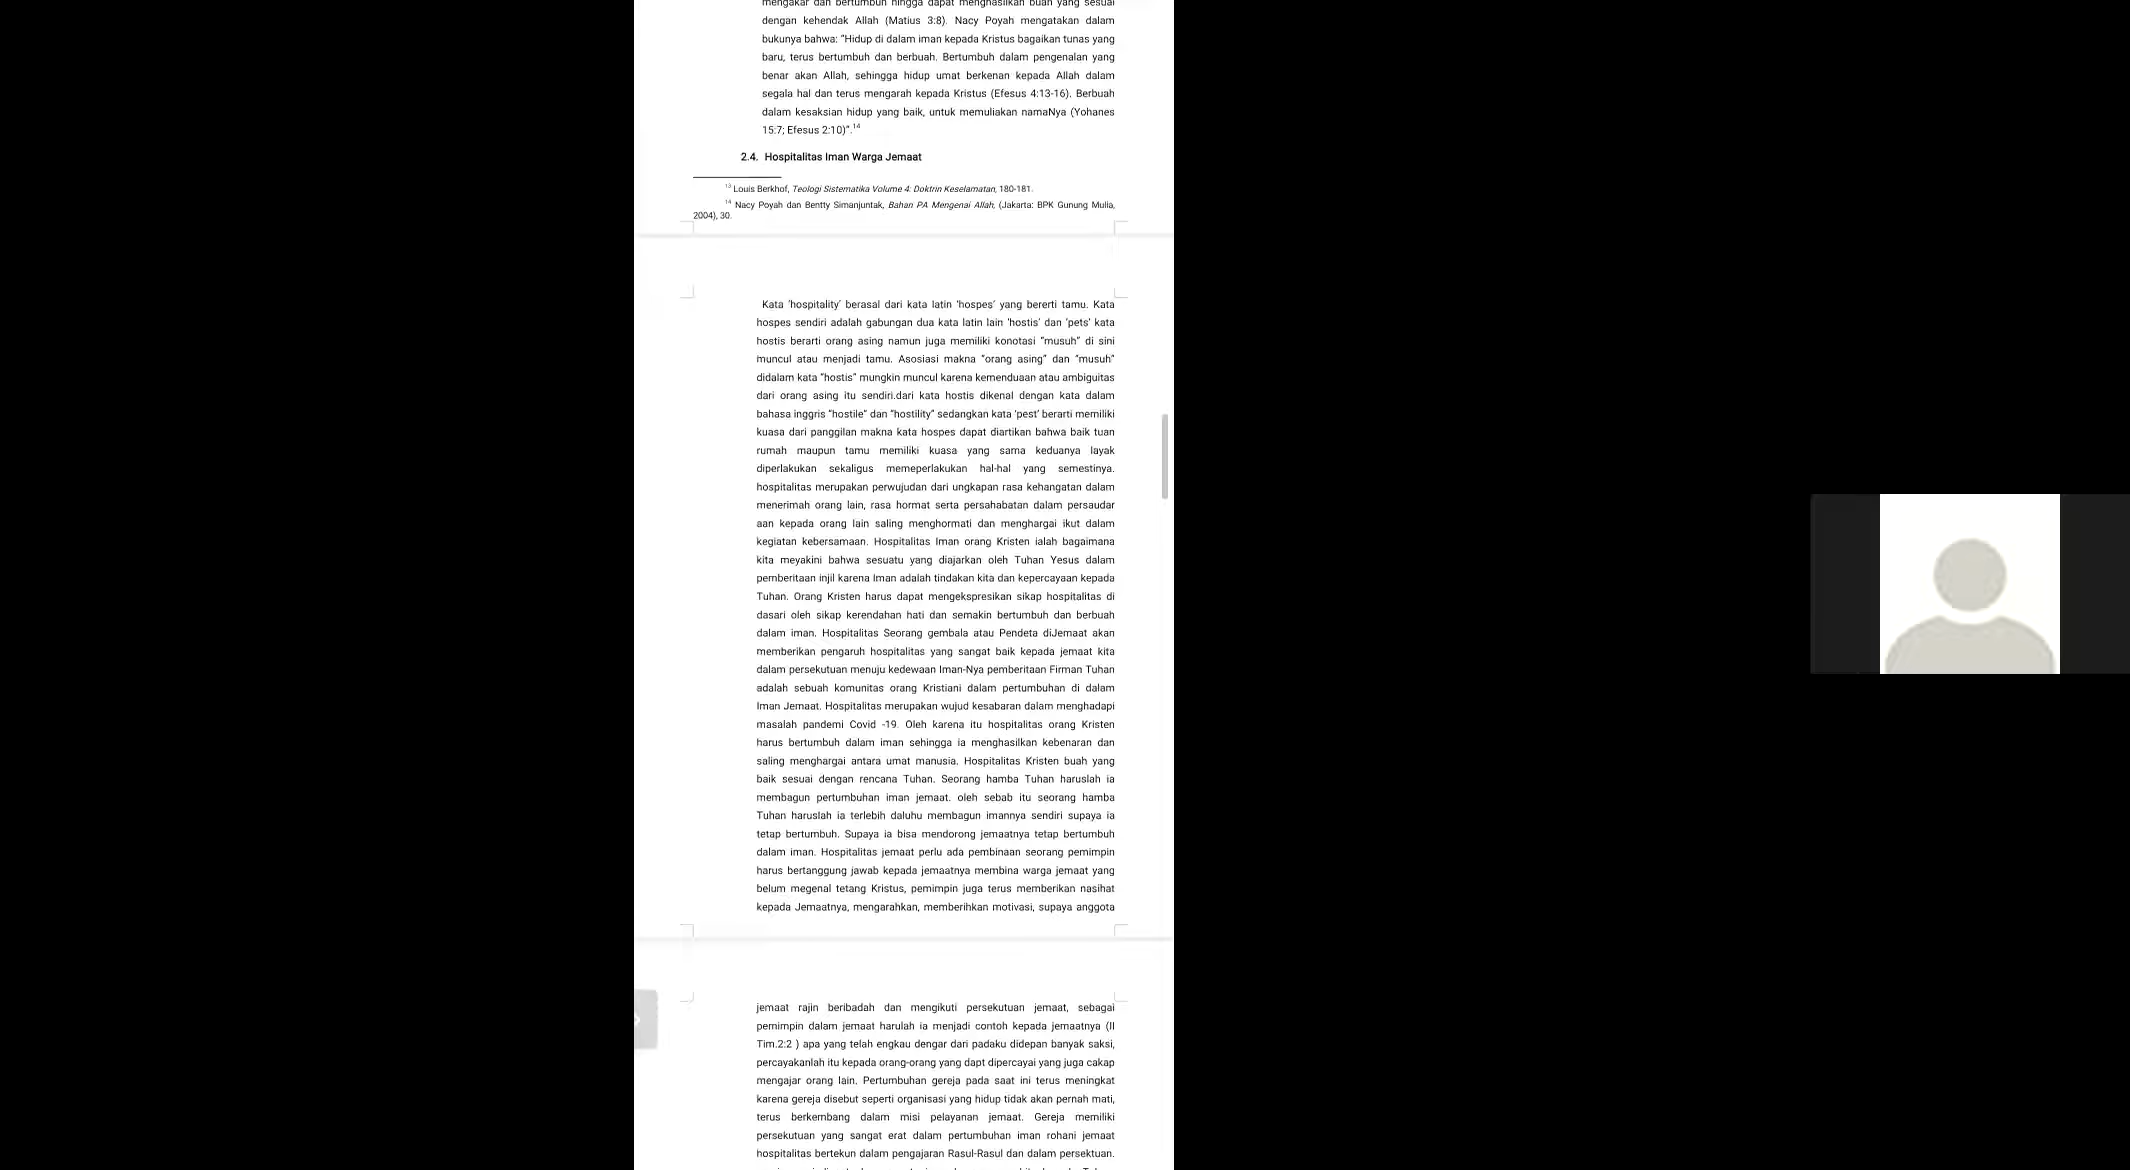 mengakar dan bertumbuh hingga dapat menghasilkan buah yang sesuai
dengan kehendak Allah (Matius 3:8). Nacy Poyah mengatakan dalam
bukunya bahwa: “Hidup di dalam iman kepada Kristus bagaikan tunas yang
baru, terus bertumbuh dan berbuah. Bertumbuh dalam pengenalan yang
benar akan Allah, sehingga hidup umat berkenan kepada Allah dalam
segala hal dan terus mengarah kepada Kristus (Efesus 4:13-16). Berbuah
dalam kesaksian hidup yang baik, untuk memuliakan namaNya (Yohanes
15:7; Efesus 2:10)”.14
2.4. Hospitalitas Iman Warga Jemaat
13 Louis Berkhof, Teologi Sistematika Volume 4: Doktrin Keselamatan, 180-181.
14 Nacy Poyah dan Bentty Simanjuntak, Bahan PA Mengenai Allah, (Jakarta: BPK Gunung Mulia,
2004), 30.
Kata ‘hospitality’ berasal dari kata latin ‘hospes’ yang bererti tamu. Kata
hospes sendiri adalah gabungan dua kata latin lain ‘hostis’ dan ‘pets’ kata
hostis berarti orang asing namun juga memiliki konotasi “musuh” di sini
muncul atau menjadi tamu. Asosiasi makna “orang asing” dan “musuh”
didalam kata “hostis” mungkin muncul karena kemenduaan atau ambiguitas
dari orang asing itu sendiri.dari kata hostis dikenal dengan kata dalam
bahasa inggris “hostile” dan “hostility” sedangkan kata ‘pest’ berarti memiliki
kuasa dari panggilan makna kata hospes dapat diartikan bahwa baik tuan
rumah maupun tamu memiliki kuasa yang sama keduanya layak
diperlakukan sekaligus memeperlakukan hal-hal yang semestinya.
hospitalitas merupakan perwujudan dari ungkapan rasa kehangatan dalam
menerimah orang lain, rasa hormat serta persahabatan dalam persaudar
aan kepada orang lain saling menghormati dan menghargai ikut dalam
kegiatan kebersamaan. Hospitalitas Iman orang Kristen ialah bagaimana
kita meyakini bahwa sesuatu yang diajarkan oleh Tuhan Yesus dalam
pemberitaan injil karena Iman adalah tindakan kita dan kepercayaan kepada
Tuhan. Orang Kristen harus dapat mengekspresikan sikap hospitalitas di
dasari oleh sikap kerendahan hati dan semakin bertumbuh dan berbuah
dalam iman. Hospitalitas Seorang gembala atau Pendeta diJemaat akan
memberikan pengaruh hospitalitas yang sangat baik kepada jemaat kita
dalam persekutuan menuju kedewaan Iman-Nya pemberitaan Firman Tuhan
adalah sebuah komunitas orang Kristiani dalam pertumbuhan di dalam
Iman Jemaat. Hospitalitas merupakan wujud kesabaran dalam menghadapi
masalah pandemi Covid -19. Oleh karena itu hospitalitas orang Kristen
harus bertumbuh dalam iman sehingga ia menghasilkan kebenaran dan
saling menghargai antara umat manusia. Hospitalitas Kristen buah yang
baik sesuai dengan rencana Tuhan. Seorang hamba Tuhan haruslah ia
membagun pertumbuhan iman jemaat. oleh sebab itu seorang hamba
Tuhan haruslah ia terlebih daluhu membagun imannya sendiri supaya ia
tetap bertumbuh. Supaya ia bisa mendorong jemaatnya tetap bertumbuh
dalam iman. Hospitalitas jemaat perlu ada pembinaan seorang pemimpin
harus bertanggung jawab kepada jemaatnya membina warga jemaat yang
belum megenal tetang Kristus, pemimpin juga terus memberikan nasihat
kepada Jemaatnya, mengarahkan, memberihkan motivasi, supaya anggota
jemaat rajin beribadah dan mengikuti persekutuan jemaat, sebagai
pemimpin dalam jemaat harulah ia menjadi contoh kepada jemaatnya (II
Tim.2:2 ) apa yang telah engkau dengar dari padaku didepan banyak saksi,
percayakanlah itu kepada orang-orang yang dapt dipercayai yang juga cakap
mengajar orang lain. Pertumbuhan gereja pada saat ini terus meningkat
karena gereja disebut seperti organisasi yang hidup tidak akan pernah mati,
terus berkembang dalam misi pelayanan jemaat. Gereja memiliki
persekutuan yang sangat erat dalam pertumbuhan iman rohani jemaat
hospitalitas bertekun dalam pengajaran Rasul-Rasul dan dalam persektuan.